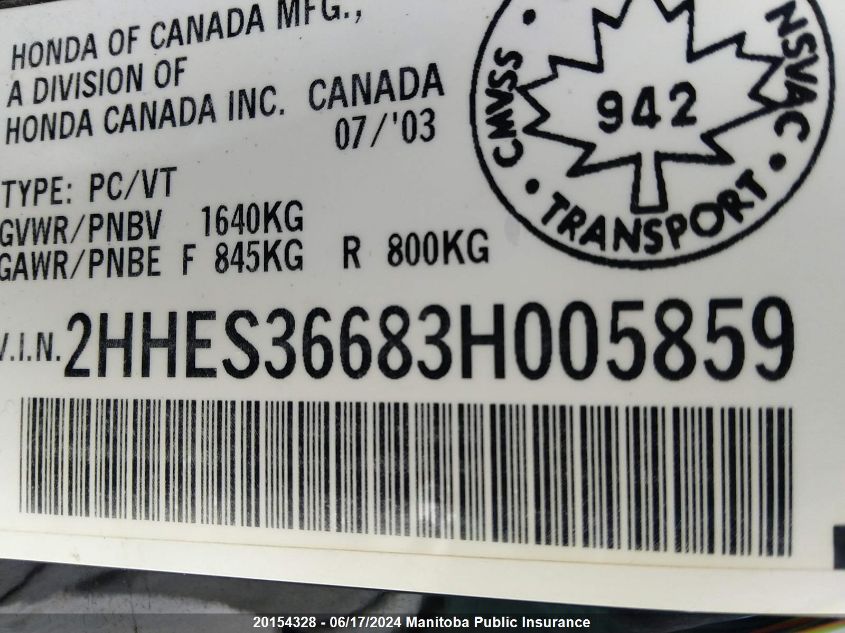 HONDA OF CANADA MFG.,
A DIVISION OF
HONDA CANADA INC. CANADA
07/'03
TYPE: PC/VT
GVWR/PNBV 1640KG
GAWR/PNBE F 845KG R 800KG
CMVSS • NSVAC • TRANSPORT •
942
V.I.N. 2HHES36683H005859
20154328 - 06/17/2024 Manitoba Public Insurance